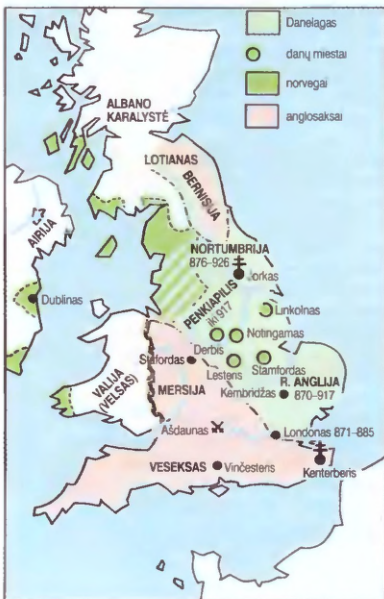 Danelagas
danų miestai
norvegai
anglosaksai
ALBANO
KARALYSTĖ
LOTIANAS
BERNISIJA
AIRIJA
NORTUMBRIJA
876–926
Jorkas
Dublinas
PENKIAPILIS
iki 917
Linkolnas
Notingamas
Derbis
Stafordas
Lesteris
Stamfordas
Kembridžas
R. ANGLIJA
870–917
VALIJA
(VELSAS)
MERSIJA
Ašdaunas
Londonas 871–885
VESEKSAS
Vinčesteris
Kenterberis